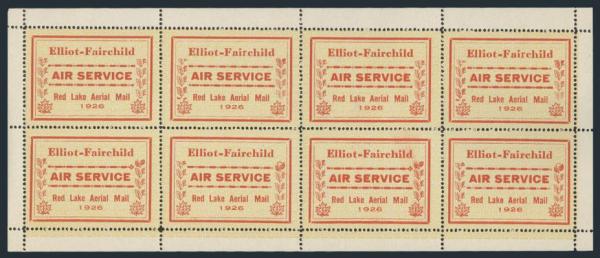 Elliot-Fairchild Elliot-Fairchild Elliot-Fairchild Elliot-Fairchild
AIR SERVICE AIR SERVICE AIR SERVICE AIR SERVICE
Red Lake Aerial Mail Red Lake Aerial Mail Red Lake Aerial Mail Red Lake Aerial Mail
1926 1926 1926 1926
Elliot-Fairchild Elliot-Fairchild Elliot-Fairchild Elliot-Fairchild
AIR SERVICE AIR SERVICE AIR SERVICE AIR SERVICE
Red Lake Aerial Mail Red Lake Aerial Mail Red Lake Aerial Mail Red Lake Aerial Mail
1926 1926 1926 1926